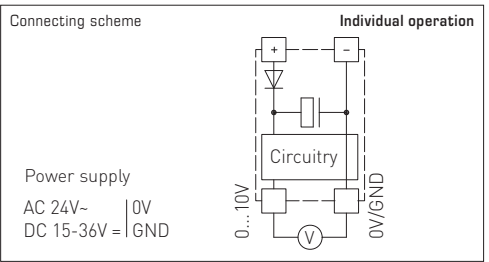 Connecting scheme
Individual operation
+ −
Circuitry
Power supply
AC 24V~ | 0V
DC 15-36V = | GND
0...10V
0V/GND
V